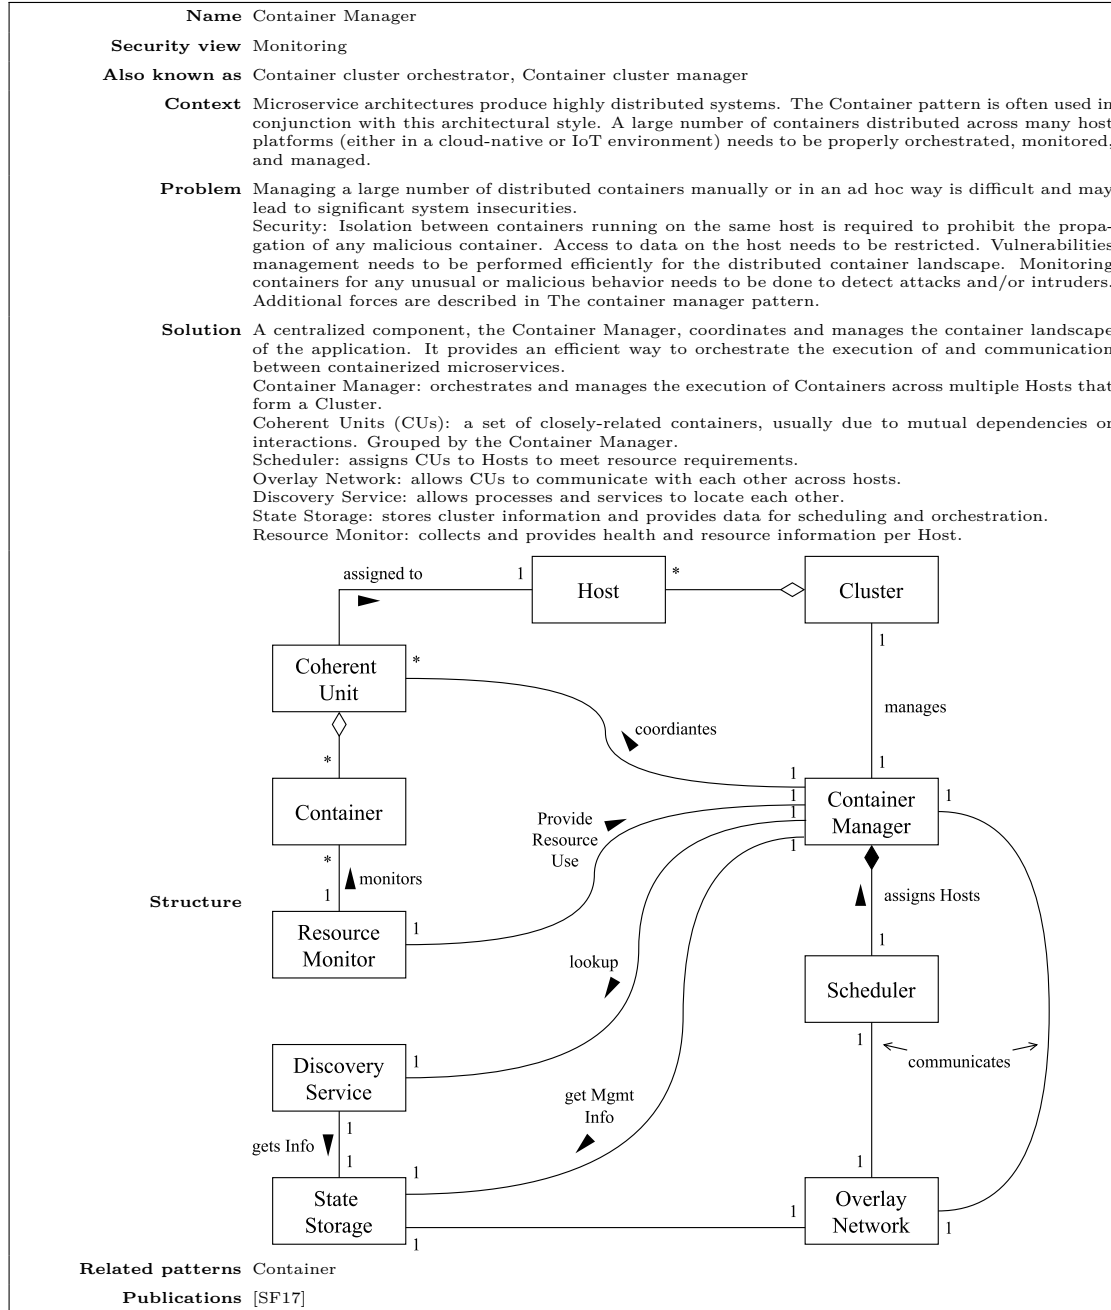 Name Container Manager
Security view Monitoring
Also known as Container cluster orchestrator, Container cluster manager
Context Microservice architectures produce highly distributed systems. The Container pattern is often used in
conjunction with this architectural style. A large number of containers distributed across many host
platforms (either in a cloud-native or IoT environment) needs to be properly orchestrated, monitored,
and managed.
Problem Managing a large number of distributed containers manually or in an ad hoc way is difficult and may
lead to significant system insecurities.
Security: Isolation between containers running on the same host is required to prohibit the propa-
gation of any malicious container. Access to data on the host needs to be restricted. Vulnerabilities
management needs to be performed efficiently for the distributed container landscape. Monitoring
containers for any unusual or malicious behavior needs to be done to detect attacks and/or intruders.
Additional forces are described in The container manager pattern.
Solution A centralized component, the Container Manager, coordinates and manages the container landscape
of the application. It provides an efficient way to orchestrate the execution of and communication
between containerized microservices.
Container Manager: orchestrates and manages the execution of Containers across multiple Hosts that
form a Cluster.
Coherent Units (CUs): a set of closely-related containers, usually due to mutual dependencies or
interactions. Grouped by the Container Manager.
Scheduler: assigns CUs to Hosts to meet resource requirements.
Overlay Network: allows CUs to communicate with each other across hosts.
Discovery Service: allows processes and services to locate each other.
State Storage: stores cluster information and provides data for scheduling and orchestration.
Resource Monitor: collects and provides health and resource information per Host.
Structure
assigned to
1
Host
*
Cluster
1
Coherent
Unit
*
manages
coordiantes
*
1
1
Container
Provide
Resource
Use
1
1
1
Container
Manager
1
*
monitors
1
assigns Hosts
Resource
Monitor
1
1
lookup
Scheduler
1
communicates
Discovery
Service
1
get Mgmt
Info
1
gets Info
1
1
1
State
Storage
1
1
Overlay
Network
1
1
Related patterns Container
Publications [SF17]